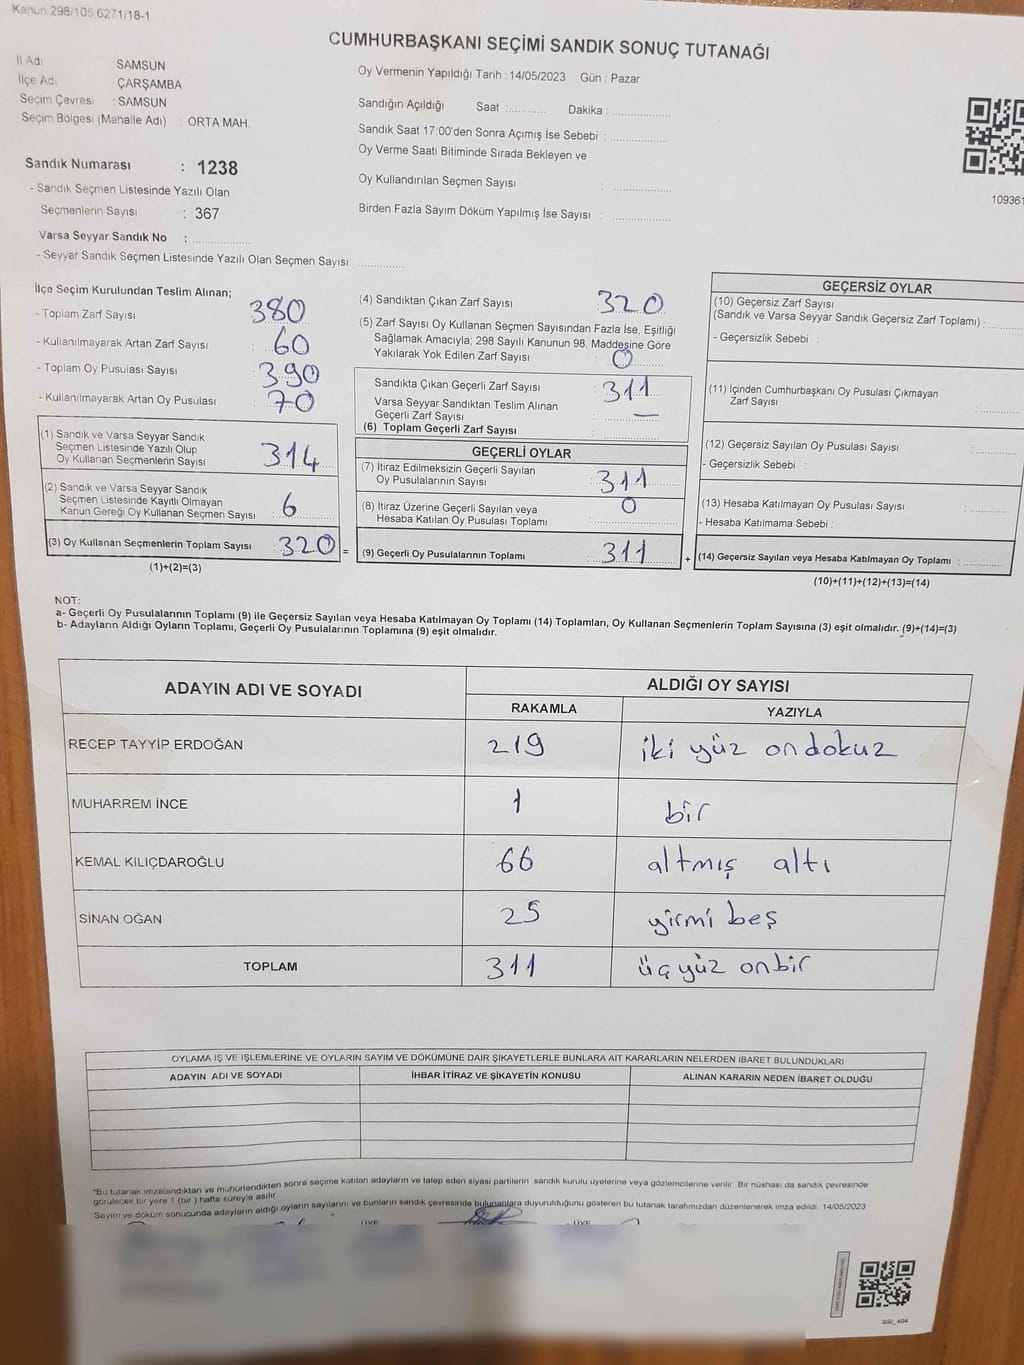 Kanun 298/105,6271/18-1
CUMHURBAŞKANI SEÇİMİ SANDIK SONUÇ TUTANAĞI
İl Adı SAMSUN
İlçe Adı ÇARŞAMBA
Seçim Çevresi : SAMSUN
Seçim Bölgesi (Mahalle Adı) : ORTA MAH.
Sandık Numarası : 1238
- Sandık Seçmen Listesinde Yazılı Olan
Seçmenlerin Sayısı : 367
Varsa Seyyar Sandık No : ..............
- Seyyar Sandık Seçmen Listesinde Yazılı Olan Seçmen Sayısı: ............
Oy Vermenin Yapıldığı Tarih : 14/05/2023 Gün : Pazar
Sandığın Açıldığı Saat :........... Dakika : ...............
Sandık Saat 17:00'den Sonra Açımış İse Sebebi : ...............
Oy Verme Saati Bitiminde Sırada Bekleyen ve
Oy Kullandırılan Seçmen Sayısı : ...............
Birden Fazla Sayım Döküm Yapılmış İse Sayısı : ...............
109361
İlçe Seçim Kurulundan Teslim Alınan;
- Toplam Zarf Sayısı 380
- Kullanılmayarak Artan Zarf Sayısı : 60
- Toplam Oy Pusulası Sayısı : 390
- Kullanılmayarak Artan Oy Pusulası : 70
(1) Sandık ve Varsa Seyyar Sandık
Seçmen Listesinde Yazılı Olup
Oy Kullanan Seçmenlerin Sayısı 314
(2) Sandık ve Varsa Seyyar Sandık
Seçmen Listesinde Kayıtlı Olmayan
Kanun Gereği Oy Kullanan Seçmen Sayısı : 6
(3) Oy Kullanan Seçmenlerin Toplam Sayısı : 320 =
(1)+(2)=(3)
(4) Sandıktan Çıkan Zarf Sayısı 320
(5) Zarf Sayısı Oy Kullanan Seçmen Sayısından Fazla İse, Eşitliği
Sağlamak Amacıyla; 298 Sayılı Kanunun 98. Maddesine Göre
Yakılarak Yok Edilen Zarf Sayısı : 0
Sandıkta Çıkan Geçerli Zarf Sayısı : 311
Varsa Seyyar Sandıktan Teslim Alınan
Geçerli Zarf Sayısı : —
(6) Toplam Geçerli Zarf Sayısı : ..............
GEÇERLİ OYLAR
(7) İtiraz Edilmeksizin Geçerli Sayılan
Oy Pusulalarının Sayısı : 311
(8) İtiraz Üzerine Geçerli Sayılan veya 0
Hesaba Katılan Oy Pusulası Toplamı : ..............
(9) Geçerli Oy Pusulalarının Toplamı : 311 +
GEÇERSİZ OYLAR
(10) Geçersiz Zarf Sayısı
(Sandık ve Varsa Seyyar Sandık Geçersiz Zarf Toplamı) : ........
- Geçersizlik Sebebi :
(11) İçinden Cumhurbaşkanı Oy Pusulası Çıkmayan
Zarf Sayısı : ..........
(12) Geçersiz Sayılan Oy Pusulası Sayısı : ..........
- Geçersizlik Sebebi :
(13) Hesaba Katılmayan Oy Pusulası Sayısı : ..........
- Hesaba Katılmama Sebebi :
(14) Geçersiz Sayılan veya Hesaba Katılmayan Oy Toplamı : ..........
(10)+(11)+(12)+(13)=(14)
NOT:
a- Geçerli Oy Pusulalarının Toplamı (9) ile Geçersiz Sayılan veya Hesaba Katılmayan Oy Toplamı (14) Toplamları, Oy Kullanan Seçmenlerin Toplam Sayısına (3) eşit olmalıdır. (9)+(14)=(3)
b- Adayların Aldığı Oyların Toplamı, Geçerli Oy Pusulalarının Toplamına (9) eşit olmalıdır.
ADAYIN ADI VE SOYADI ALDIĞI OY SAYISI
RAKAMLA YAZIYLA
RECEP TAYYİP ERDOĞAN 219 iki yüz on dokuz
MUHARREM İNCE 1 bir
KEMAL KILIÇDAROĞLU 66 altmış altı
SİNAN OĞAN 25 yirmi beş
TOPLAM 311 üçyüz onbir
OYLAMA İŞ VE İŞLEMLERİNE VE OYLARIN SAYIM VE DÖKÜMÜNE DAİR ŞİKAYETLERLE BUNLARA AİT KARARLARIN NELERDEN İBARET BULUNDUKLARI
ADAYIN ADI VE SOYADI İHBAR İTİRAZ VE ŞİKAYETİN KONUSU ALINAN KARARIN NEDEN İBARET OLDUĞU
"Bu tutanak imzalandıktan ve mühürlendikten sonra seçime katılan adayların ve talep eden siyasi partilerin sandık kurulu üyelerine veya gözlemcilerine verilir. Bir nüshası da sandık çevresinde
görülecek bir yere 1 (bir) hafta süreyle asılır.
Sayım ve döküm sonucunda adayların aldığı oyların sayılarını ve bunların sandık çevresinde bulunanlara duyurulduğunu gösteren bu tutanak tarafımızdan düzenlenerek imza edildi. 14/05/2023
ÜYE ÜYE
SSI_404